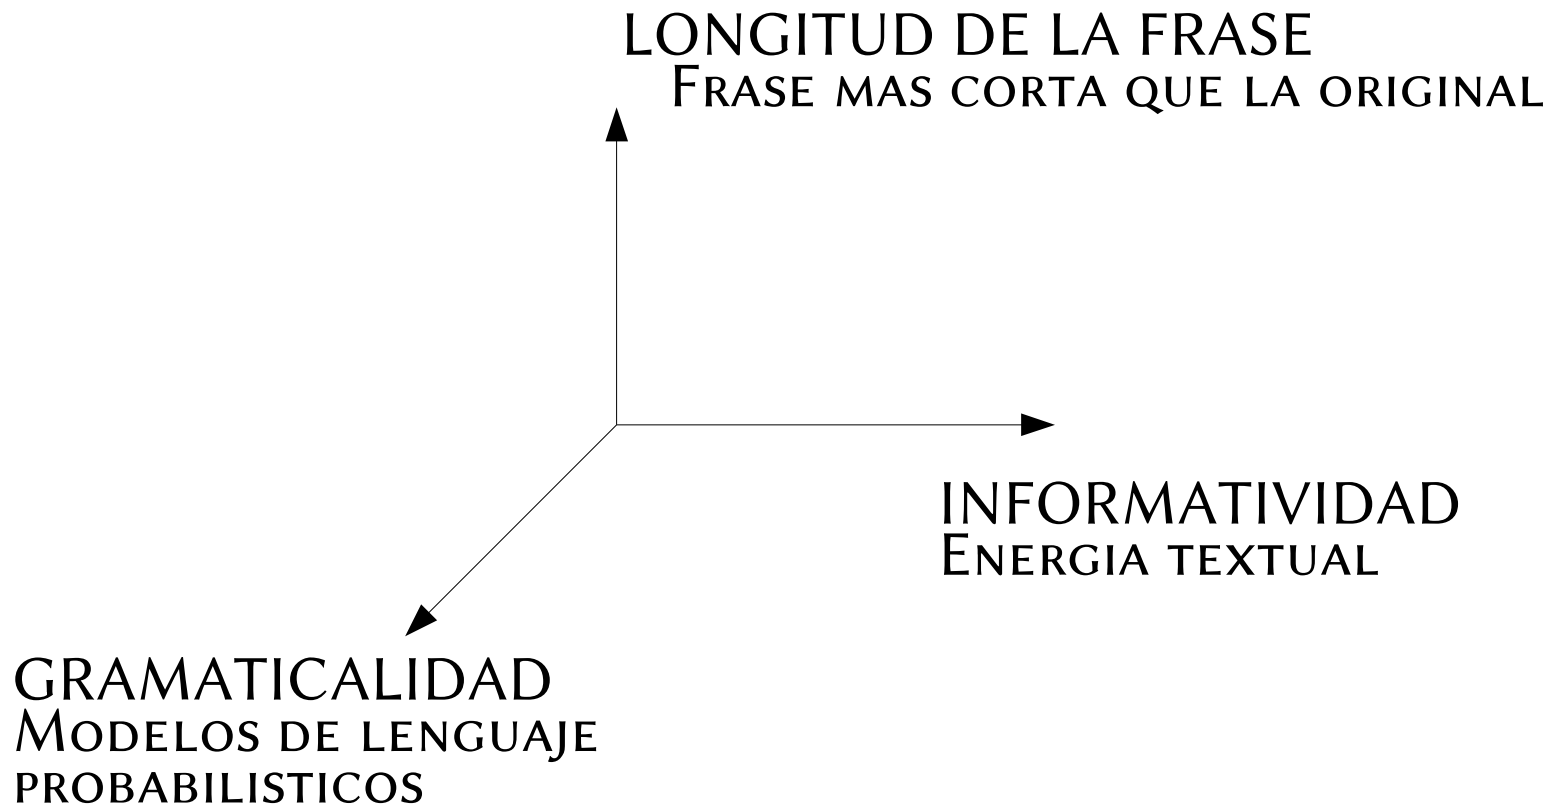 LONGITUD DE LA FRASE
FRASE MAS CORTA QUE LA ORIGINAL
INFORMATIVIDAD
ENERGIA TEXTUAL
GRAMATICALIDAD
MODELOS DE LENGUAJE
PROBABILISTICOS